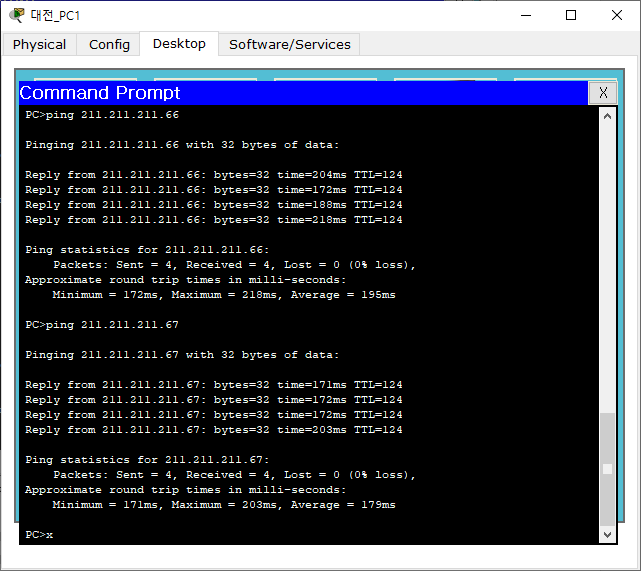 대전_PC1
Physical Config Desktop Software/Services
Command Prompt X
PC>ping 211.211.211.66
Pinging 211.211.211.66 with 32 bytes of data:
Reply from 211.211.211.66: bytes=32 time=204ms TTL=124
Reply from 211.211.211.66: bytes=32 time=172ms TTL=124
Reply from 211.211.211.66: bytes=32 time=188ms TTL=124
Reply from 211.211.211.66: bytes=32 time=218ms TTL=124
Ping statistics for 211.211.211.66:
Packets: Sent = 4, Received = 4, Lost = 0 (0% loss),
Approximate round trip times in milli-seconds:
Minimum = 172ms, Maximum = 218ms, Average = 195ms
PC>ping 211.211.211.67
Pinging 211.211.211.67 with 32 bytes of data:
Reply from 211.211.211.67: bytes=32 time=171ms TTL=124
Reply from 211.211.211.67: bytes=32 time=172ms TTL=124
Reply from 211.211.211.67: bytes=32 time=172ms TTL=124
Reply from 211.211.211.67: bytes=32 time=203ms TTL=124
Ping statistics for 211.211.211.67:
Packets: Sent = 4, Received = 4, Lost = 0 (0% loss),
Approximate round trip times in milli-seconds:
Minimum = 171ms, Maximum = 203ms, Average = 179ms
PC>x